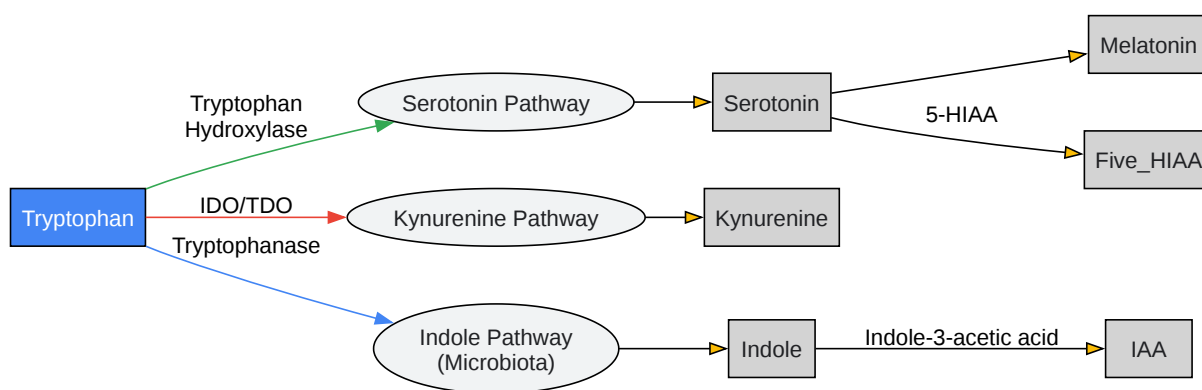 Tryptophan
Tryptophan
Hydroxylase
IDO/TDO
Tryptophanase
Serotonin Pathway
Kynurenine Pathway
Indole Pathway
(Microbiota)
Serotonin
Kynurenine
Indole
5-HIAA
Indole-3-acetic acid
Melatonin
Five_HIAA
IAA